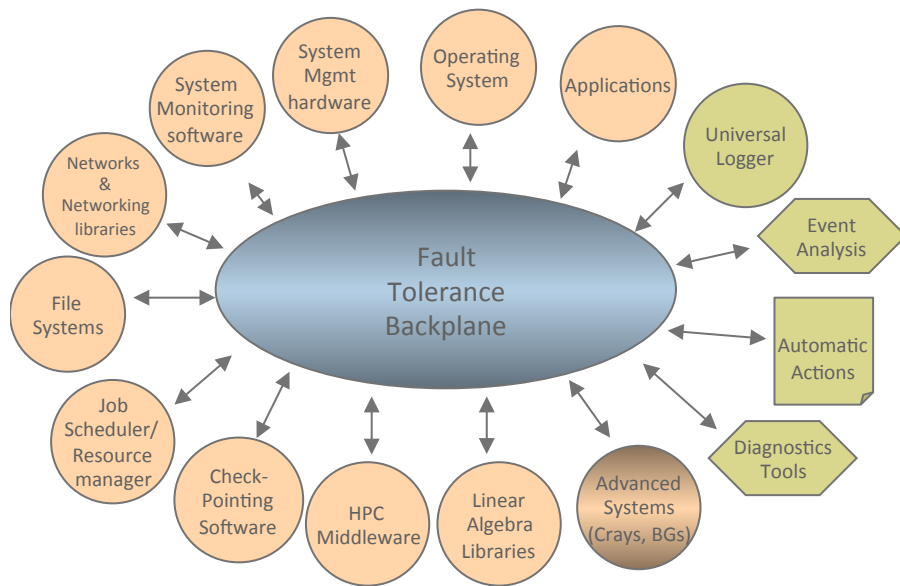 System
Mgmt
hardware
Operating
System
Applications
System
Monitoring
software
Universal
Logger
Networks
&
Networking
libraries
Event
Analysis
Fault
Tolerance
Backplane
File
Systems
Automatic
Actions
Job
Scheduler/
Resource
manager
Diagnostics
Tools
Check-
Pointing
Software
HPC
Middleware
Linear
Algebra
Libraries
Advanced
Systems
(Crays, BGs)